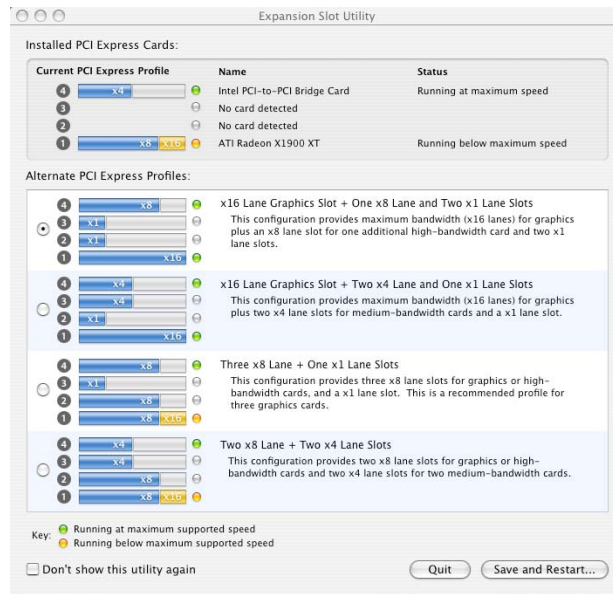 Expansion Slot Utility
Installed PCI Express Cards:
Current PCI Express Profile Name Status
4 x4 Intel PCI-to-PCI Bridge Card Running at maximum speed
3 No card detected
2 No card detected
1 x8 x16 ATI Radeon X1900 XT Running below maximum speed
Alternate PCI Express Profiles:
4 x8
3 x1
2 x1
1 x16
x16 Lane Graphics Slot + One x8 Lane and Two x1 Lane Slots
This configuration provides maximum bandwidth (x16 lanes) for graphics
plus an x8 slot for one additional high-bandwidth card and two x1
lane slots.
4 x4
3 x4
2 x1
1 x16
x16 Lane Graphics Slot + Two x4 Lane and One x1 Lane Slots
This configuration provides maximum bandwidth (x16 lanes) for graphics
plus two x4 lane slots for medium-bandwidth cards and a x1 lane slot.
4 x8
3 x1
2 x8
1 x8 x16
Three x8 Lane + One x1 Lane Slots
This configuration provides three x8 lane slots for graphics or high-
bandwidth cards, and a x1 lane slot. This is a recommended profile for
three graphics cards.
4 x4
3 x4
2 x8
1 x8 x16
Two x8 Lane + Two x4 Lane Slots
This configuration provides two x8 lane slots for graphics or high-
bandwidth cards and two x4 lane slots for two medium-bandwidth cards.
Key: Running at maximum supported speed
Running below maximum supported speed
Don't show this utility again
Quit
Save and Restart...